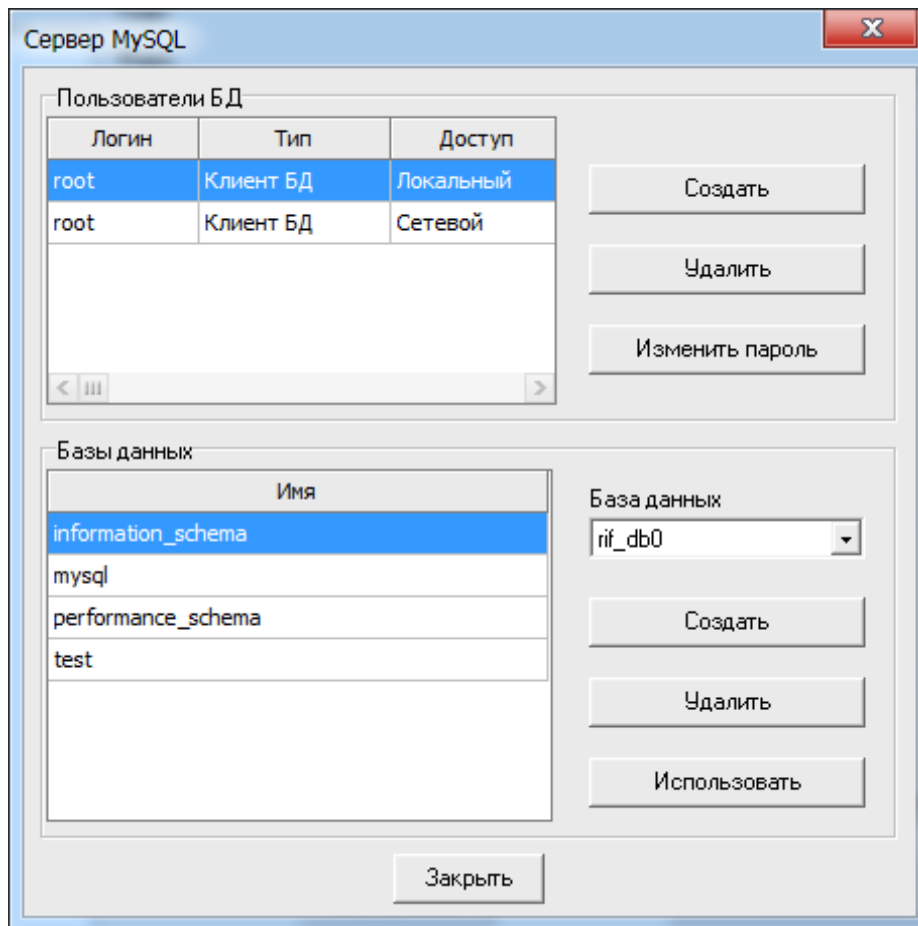 Сервер MySQL
Пользователи БД
Логин Тип Доступ
root Клиент БД Локальный
root Клиент БД Сетевой
Создать
Удалить
Изменить пароль
Базы данных
Имя
information_schema
mysql
performance_schema
test
База данных
rif_db0
Создать
Удалить
Использовать
Закрыть